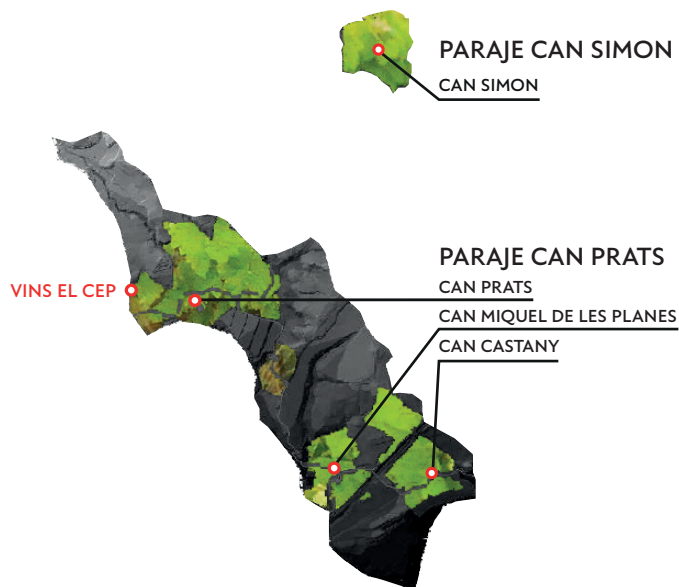 PARAJE CAN SIMON
CAN SIMON
PARAJE CAN PRATS
VINS EL CEP
CAN PRATS
CAN MIQUEL DE LES PLANES
CAN CASTANY